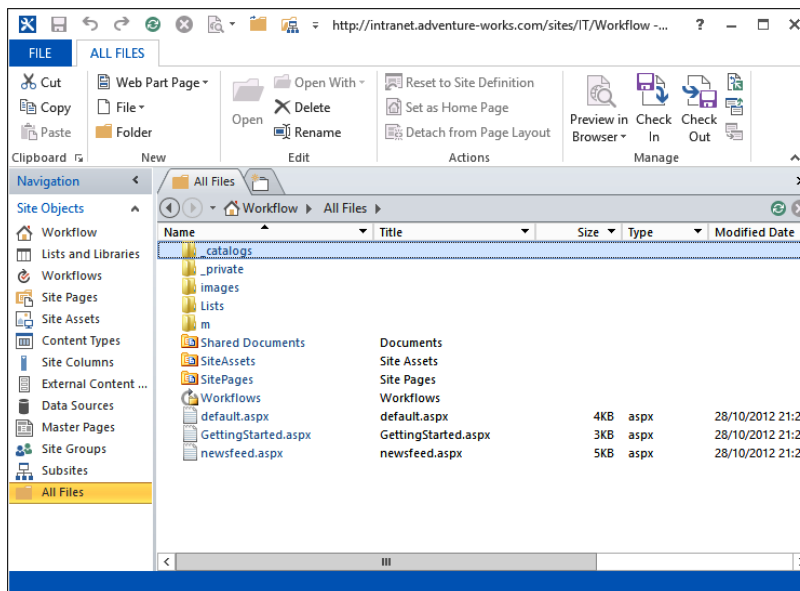 http://intranet.adventure-works.com/sites/IT/Workflow -... ?
FILE ALL FILES
Cut
Copy
Paste
Clipboard
Web Part Page
File
Folder
New
Open
Open With
Delete
Rename
Edit
Reset to Site Definition
Set as Home Page
Detach from Page Layout
Actions
Preview in
Browser
Check
In
Check
Out
Manage
Navigation
Site Objects
Workflow
Lists and Libraries
Workflows
Site Pages
Site Assets
Content Types
Site Columns
External Content ...
Data Sources
Master Pages
Site Groups
Subsites
All Files
All Files
Workflow All Files
Name Title Size Type Modified Date
_catalogs
_private
images
Lists
m
Shared Documents Documents
SiteAssets Site Assets
SitePages Site Pages
Workflows Workflows
default.aspx default.aspx 4KB aspx 28/10/2012 21:2
GettingStarted.aspx GettingStarted.aspx 3KB aspx 28/10/2012 21:2
newsfeed.aspx newsfeed.aspx 5KB aspx 28/10/2012 21:2